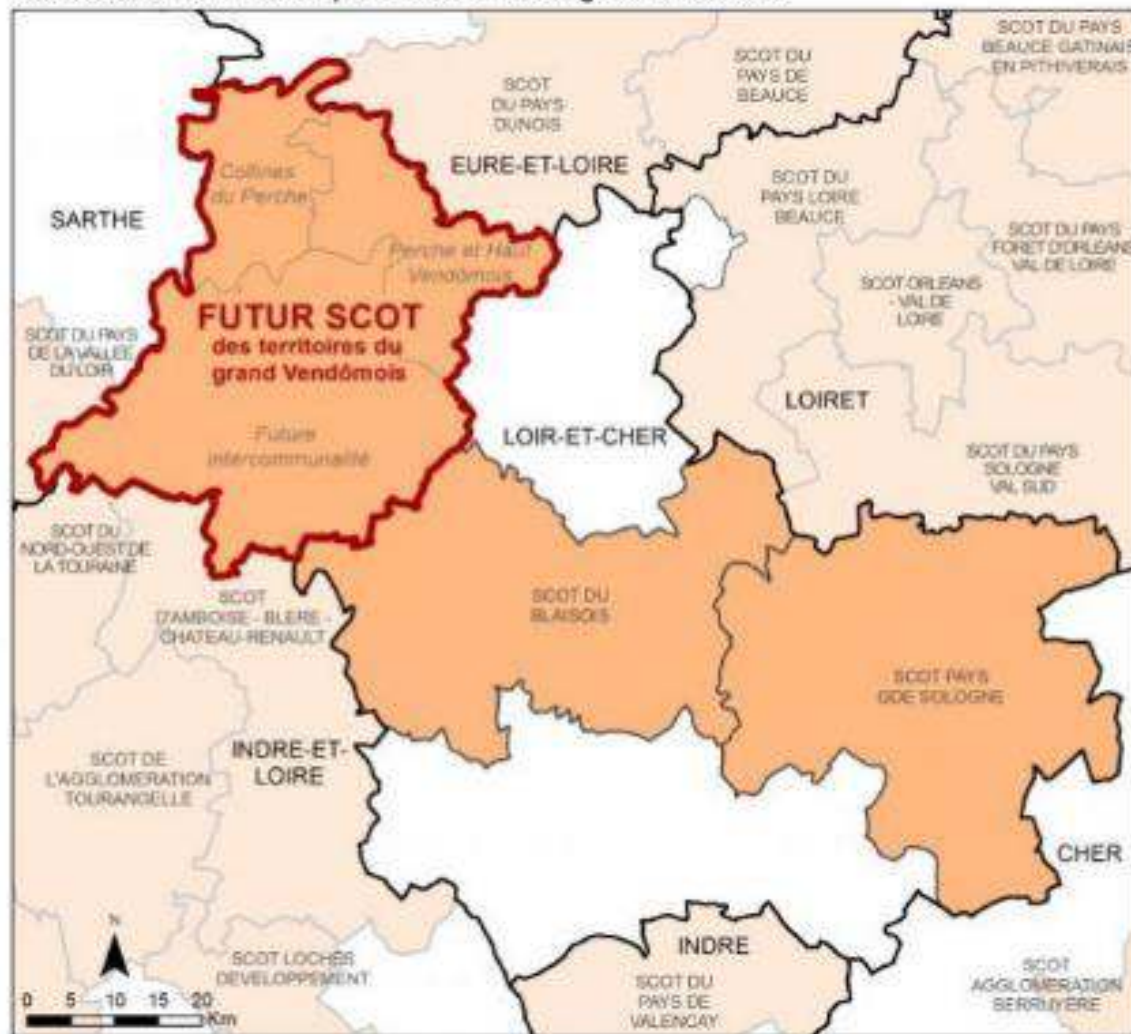 SCOT DU PAYS
BEAUCE GATINAIS
EN PITHIVERAIS
SCOT DU
PAYS DE
BEAUCE
SCOT
DU PAYS
DUNOIS
EURE-ET-LOIRE
SCOT DU
PAYS LOIRE
BEAUCE
Collines
du Perche
SARTHE
SCOT DU PAYS
FORET D'ORLEANS
VAL DE LOIRE
Perche et Haut
Vendômois
SCOT ORLEANS
- VAL DE
LOIRE
FUTUR SCOT
des territoires du
grand Vendômois
SCOT DU PAYS
DE LA VALLEE
DU LOIR
LOIRET
Future
intercommunalité
LOIR-ET-CHER
SCOT DU PAYS
SOLOGNE
VAL SUD
SCOT DU
NORD-OUEST DE
LA TOURAINE
SCOT
D'AMBOISE - BLERE -
CHATEAU-RENAULT
SCOT DU
BLAISOIS
SCOT PAYS
GDE SOLOGNE
SCOT DE
L'AGGLOMERATION
TOURANGELLE
INDRE-ET-
LOIRE
CHER
INDRE
SCOT LOCHES
DEVELOPPEMENT
SCOT DU
PAYS DE
VALENCAY
SCOT
AGGLOMERATION
BERRUYERE
N
0 5 10 15 20
Km